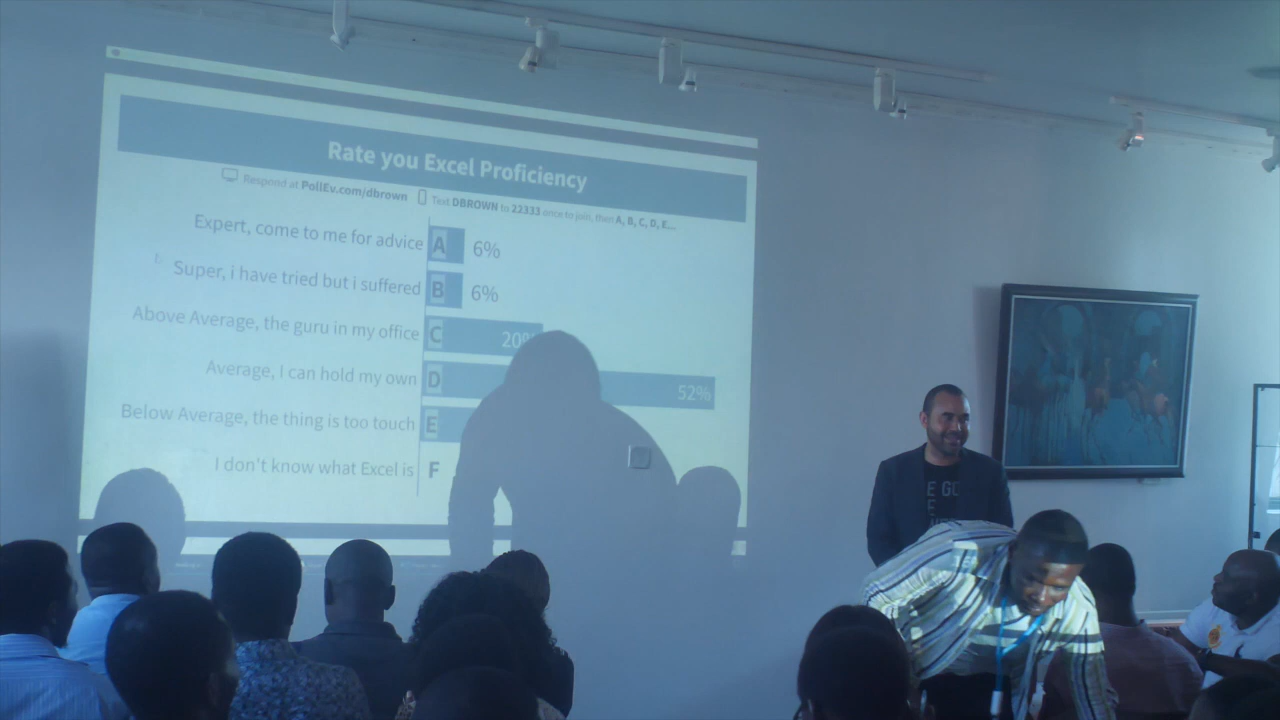 Rate you Excel Proficiency
Respond at PollEv.com/dbrown Text DBROWN to 22333 once to join, then A, B, C, D, E...
Expert, come to me for advice A 6%
Super, i have tried but i suffered B 6%
Above Average, the guru in my office C 20%
Average, I can hold my own D 52%
Below Average, the thing is too touch E
I don't know what Excel is F
E GO
E